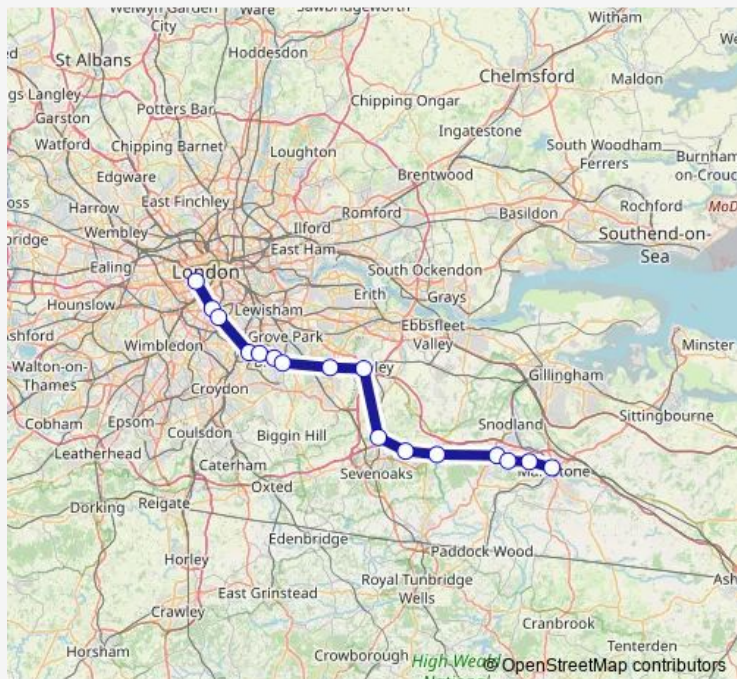 Welwyn Garden
City
Ware
Sawbridgeworth
Witham
St Albans
Hoddesdon
Chelmsford
Maldon
gs Langley
Garston
Potters Bar
Chipping Ongar
Watford
Chipping Barnet
Ingatestone
Loughton
South Woodham
Ferrers
Burnham
-on-Crouc
Edgware
Brentwood
East Finchley
Harrow
Romford
Rochford
Wembley
Ilford
Basildon
East Ham
Southend-on-
Sea
Ealing
London
South Ockendon
Hounslow
Lewisham
Erith
Grays
Grove Park
Ebbsfleet
Valley
Wimbledon
Minster
Walton-on-
Thames
Croydon
ley
Gillingham
Cobham
Epsom
Sittingbourne
Coulsdon
Snodland
Leatherhead
Biggin Hill
Caterham
Sevenoaks
Oxted
Dorking
Reigate
Edenbridge
Paddock Wood
Horley
Royal Tunbridge
Wells
East Grinstead
Crawley
Cranbrook
Horsham
Tenterden
Crowborough
High Weald
National
© OpenStreetMap contributors